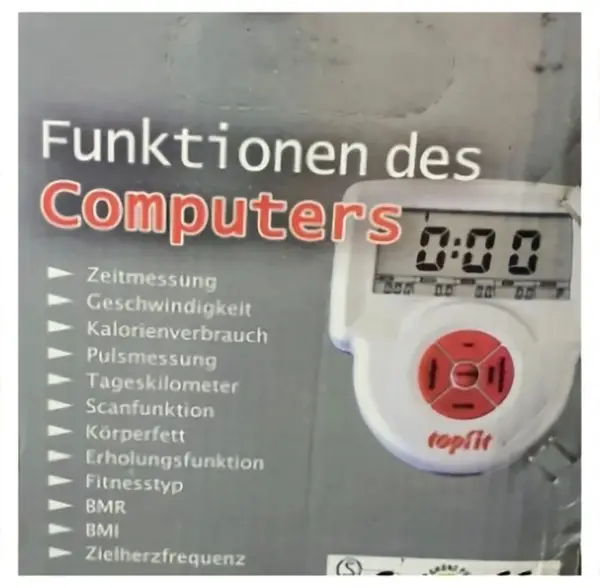 Funktionen des
Computers
0:00
Zeitmessung
Geschwindigkeit
Kalorienverbrauch
Pulsmessung
Tageskilometer
Scanfunktion
Körperfett
Erholungsfunktion
Fitnesstyp
BMR
BMI
Zielherzfrequenz
topfit